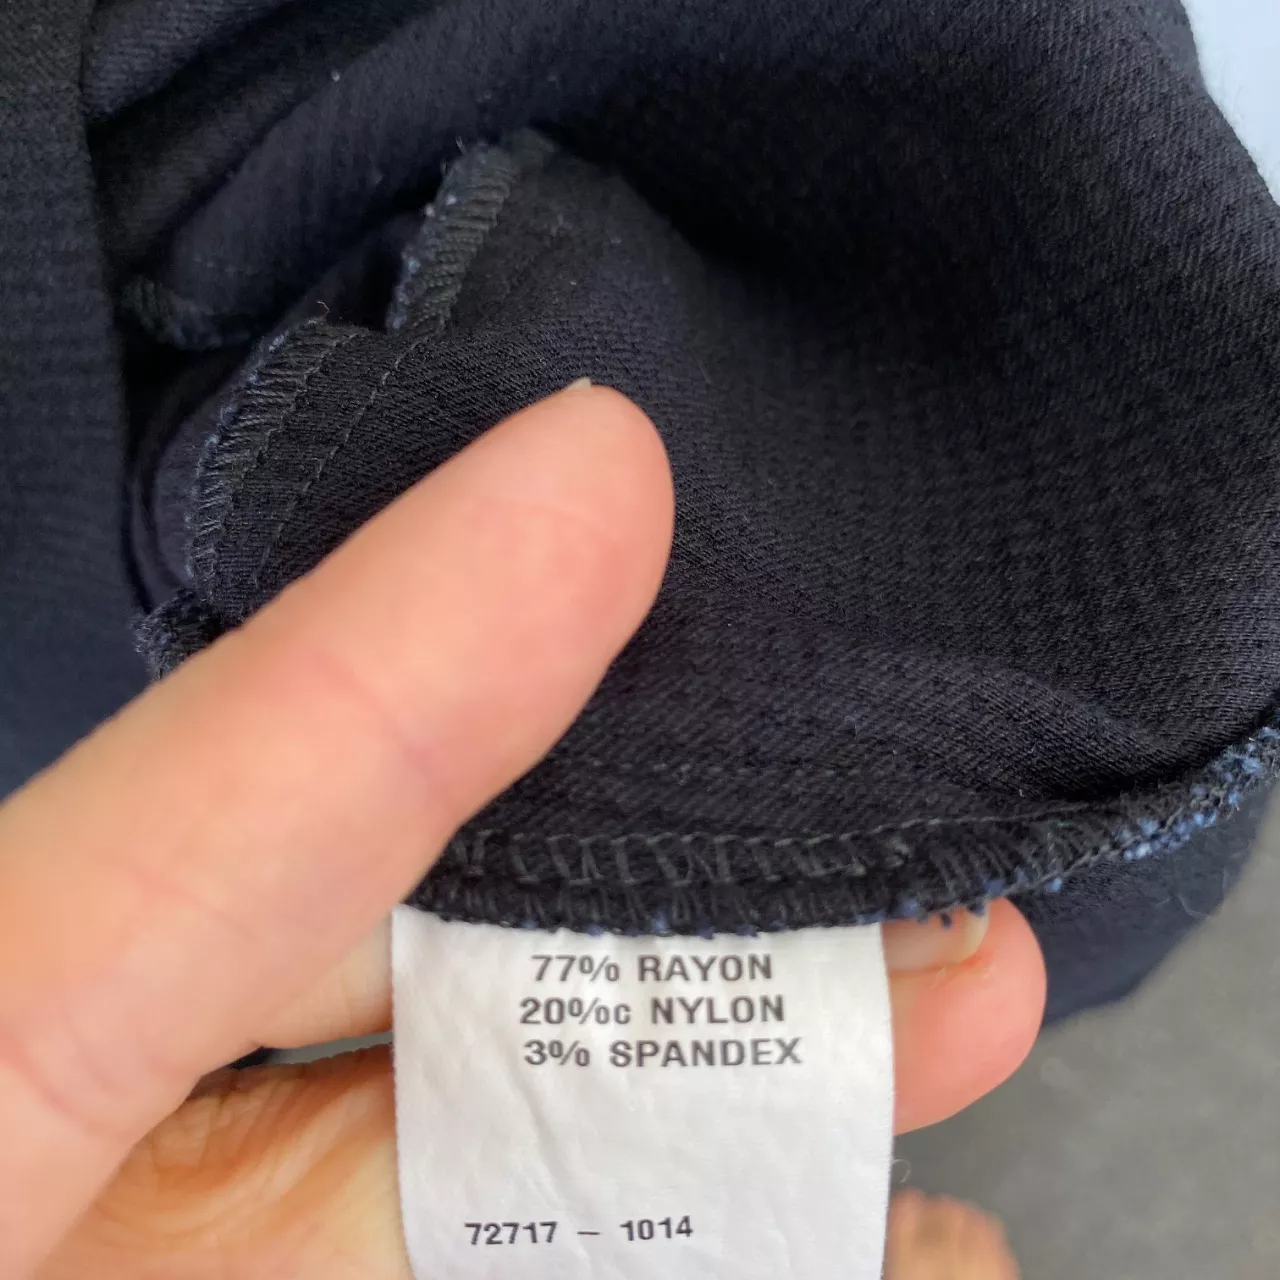 77% RAYON
20%c NYLON
3% SPANDEX
72717 – 1014